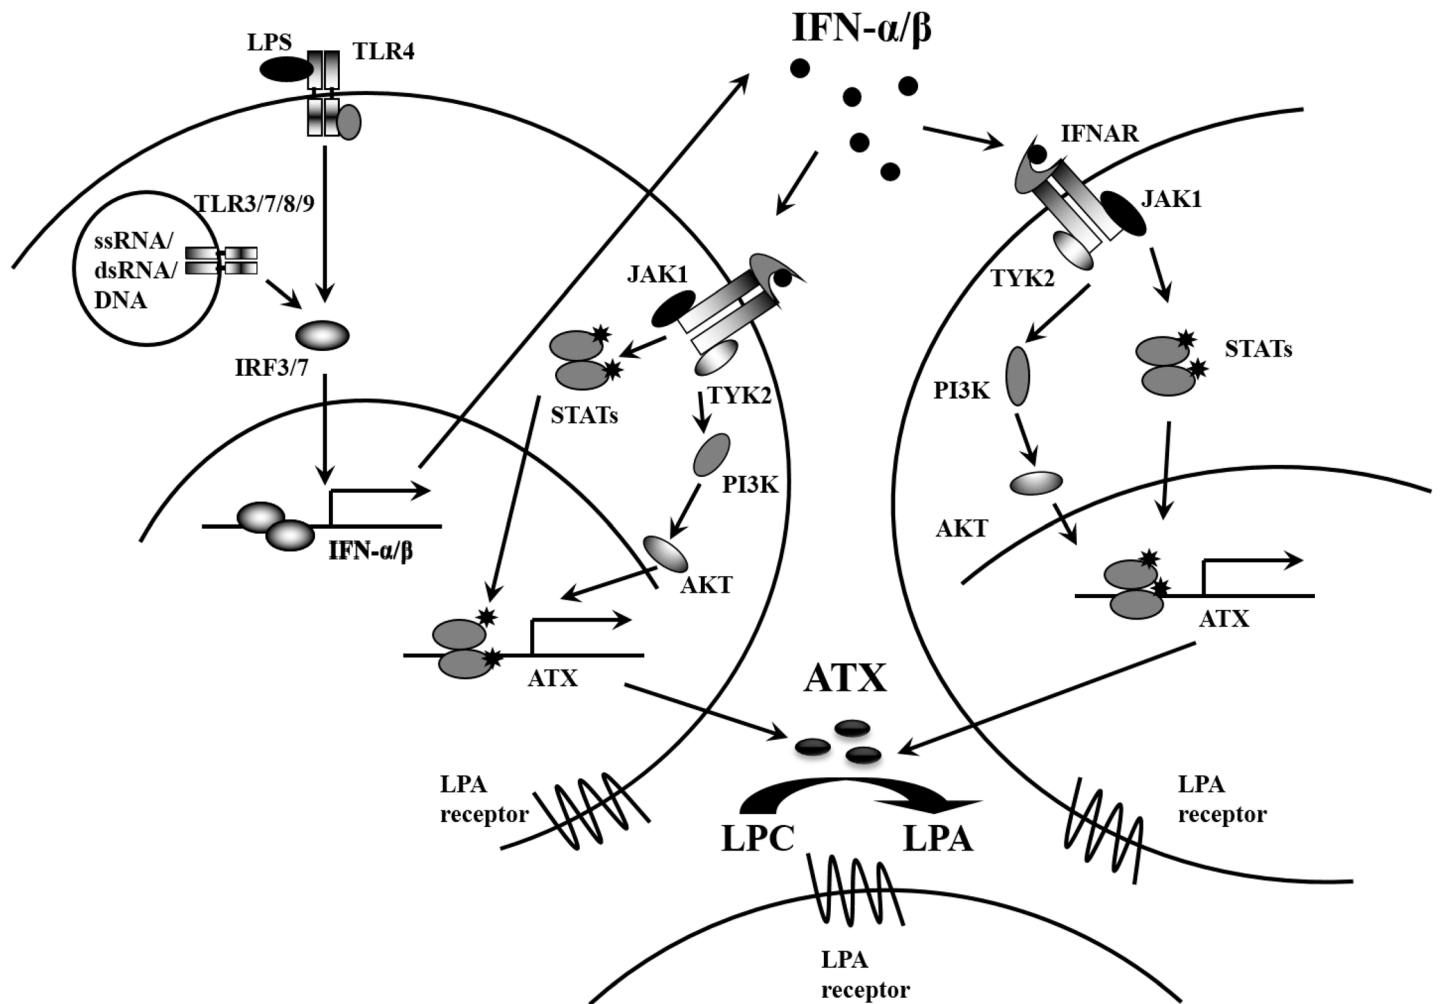 IFN-α/β
LPS
TLR4
IFNAR
JAK1
TLR3/7/8/9
ssRNA/
dsRNA/
DNA
JAK1
TYK2
IRF3/7
STATs
TYK2
STATs
PI3K
PI3K
IFN-α/β
AKT
AKT
ATX
ATX
ATX
LPA
receptor
LPA
receptor
LPC
LPA
LPA
receptor